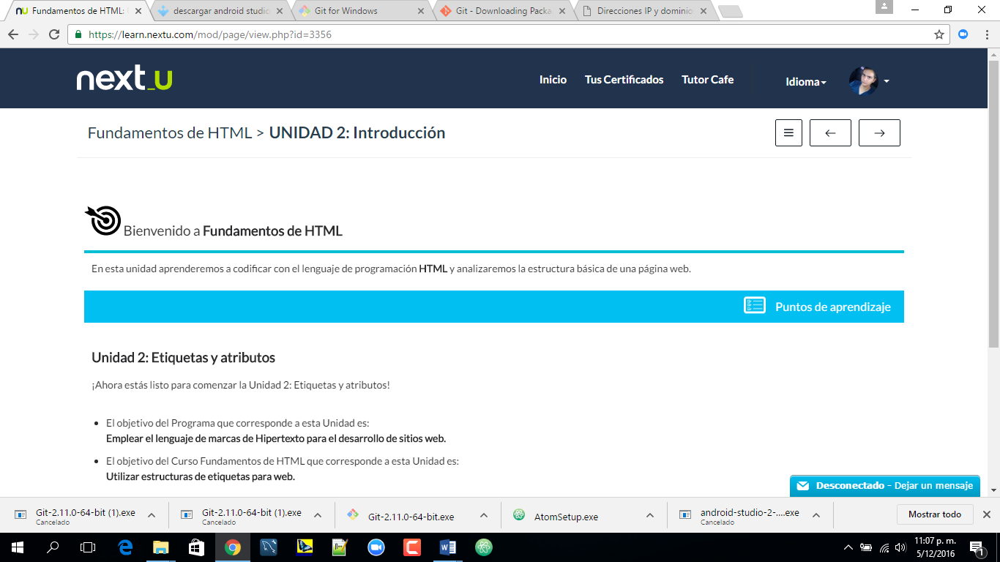 Fundamentos de HTML:
descargar android studio
Git for Windows
Git - Downloading Packa
Direcciones IP y dominio
https://learn.nextu.com/mod/page/view.php?id=3356
next_U
Inicio
Tus Certificados
Tutor Cafe
Idioma
Fundamentos de HTML > UNIDAD 2: Introducción
Bienvenido a Fundamentos de HTML
En esta unidad aprenderemos a codificar con el lenguaje de programación HTML y analizaremos la estructura básica de una página web.
Puntos de aprendizaje
Unidad 2: Etiquetas y atributos
¡Ahora estás listo para comenzar la Unidad 2: Etiquetas y atributos!
• El objetivo del Programa que corresponde a esta Unidad es:
Emplear el lenguaje de marcas de Hipertexto para el desarrollo de sitios web.
• El objetivo del Curso Fundamentos de HTML que corresponde a esta Unidad es:
Utilizar estructuras de etiquetas para web.
Desconectado - Dejar un mensaje
Git-2.11.0-64-bit (1).exe
Cancelado
Git-2.11.0-64-bit (1).exe
Cancelado
Git-2.11.0-64-bit.exe
AtomSetup.exe
android-studio-2-....exe
Cancelado
Mostrar todo
11:07 p. m.
5/12/2016
1